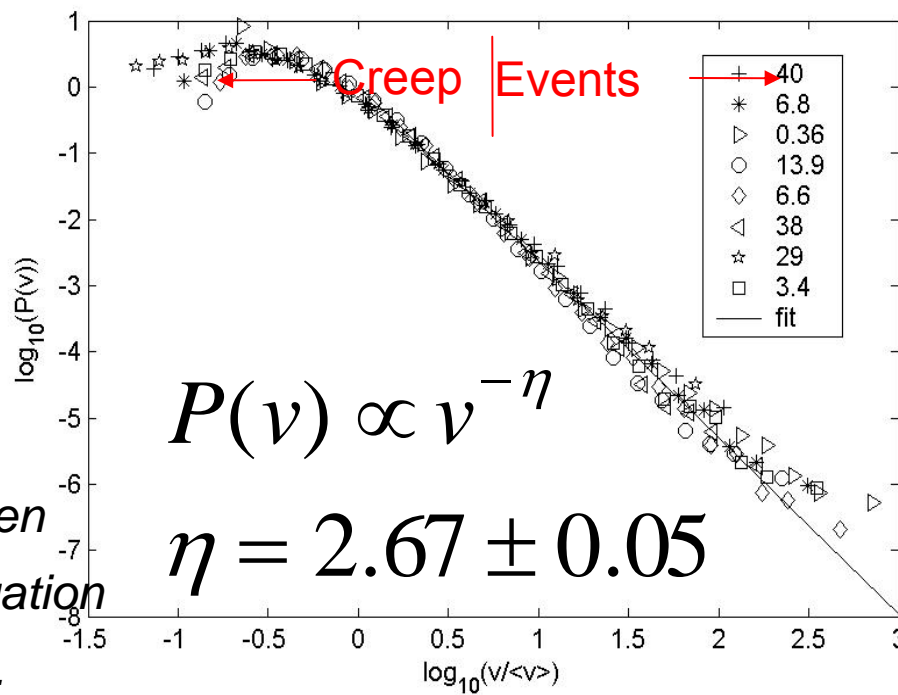 Creep Events
40
6.8
0.36
13.9
6.6
38
29
3.4
fit
1
0
-1
-2
-3
-4
-5
-6
-7
-8
log10(P(v))
P(v) ∝ v^−η
η = 2.67 ± 0.05
-1.5 -1 -0.5 0 0.5 1 1.5 2 2.5 3
log10(v/<v>)